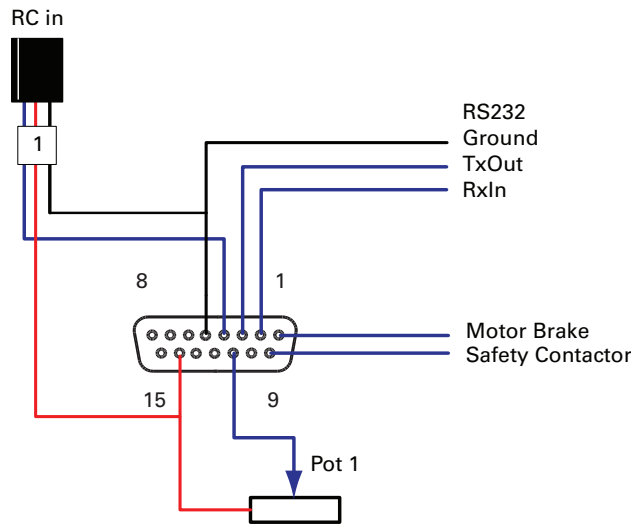 RC in
1
RS232
Ground
TxOut
RxIn
8 1
Motor Brake
Safety Contactor
15 9
Pot 1